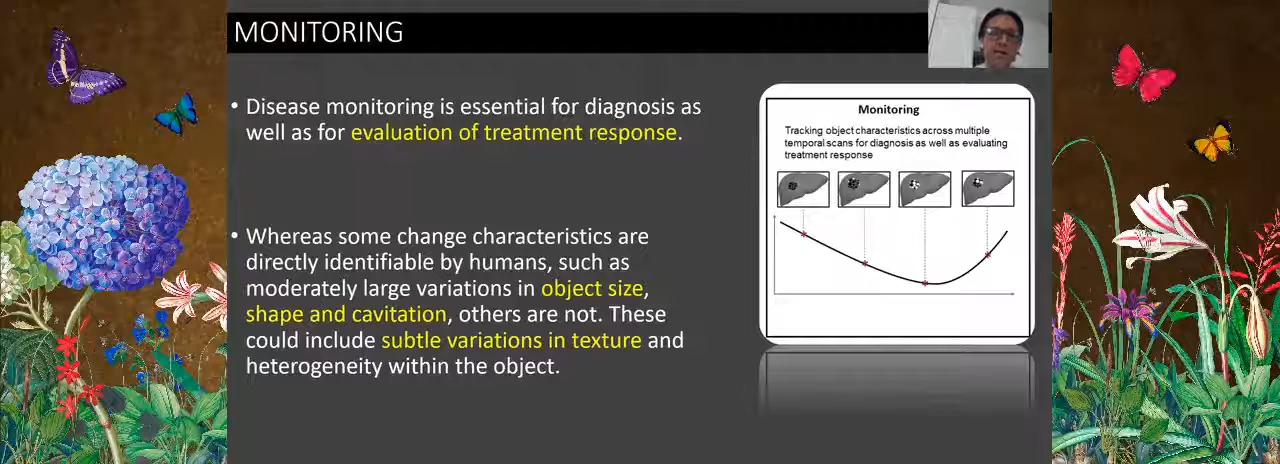 MONITORING
• Disease monitoring is essential for diagnosis as
well as for evaluation of treatment response.
• Whereas some change characteristics are
directly identifiable by humans, such as
moderately large variations in object size,
shape and cavitation, others are not. These
could include subtle variations in texture and
heterogeneity within the object.
Monitoring
Tracking object characteristics across multiple
temporal scans for diagnosis as well as evaluating
treatment response